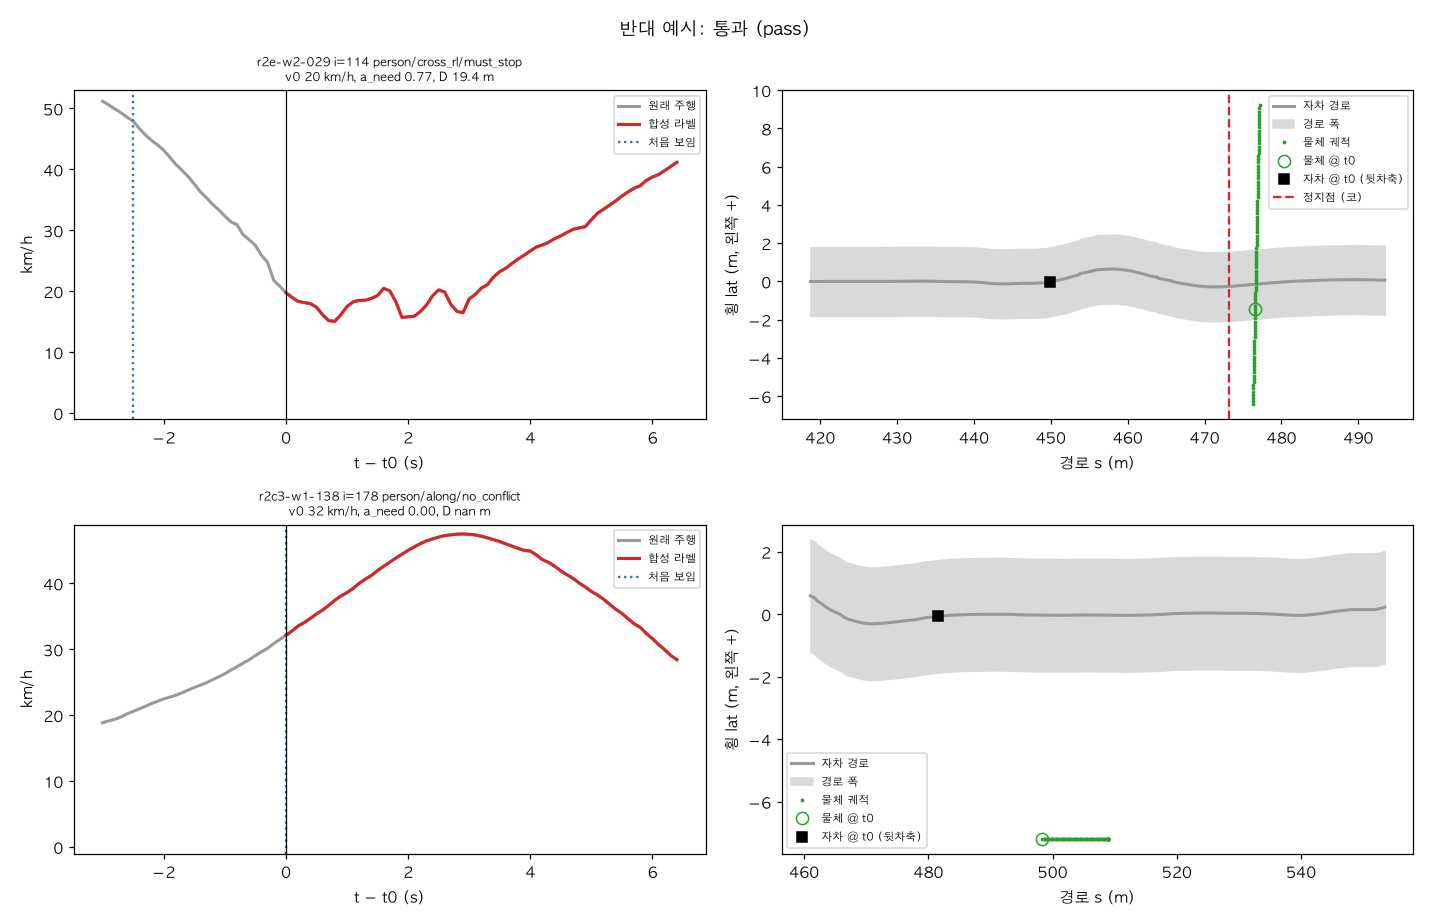 반대 예시: 통과 (pass)
r2e-w2-029 i=114 person/cross_rl/must_stop
v0 20 km/h, a_need 0.77, D 19.4 m
원래 주행
합성 라벨
처음 보임
50
40
30
20
10
0
km/h
−2
0
2
4
6
t − t0 (s)
자차 경로
경로 폭
물체 궤적
물체 @ t0
자차 @ t0 (뒷차축)
정지점 (코)
10
8
6
4
2
0
−2
−4
−6
횡 lat (m, 왼쪽 +)
420
430
440
450
460
470
480
490
경로 s (m)
r2c3-w1-138 i=178 person/along/no_conflict
v0 32 km/h, a_need 0.00, D nan m
원래 주행
합성 라벨
처음 보임
40
30
20
10
0
km/h
−2
0
2
4
6
t − t0 (s)
2
0
−2
−4
−6
횡 lat (m, 왼쪽 +)
자차 경로
경로 폭
물체 궤적
물체 @ t0
자차 @ t0 (뒷차축)
460
480
500
520
540
경로 s (m)